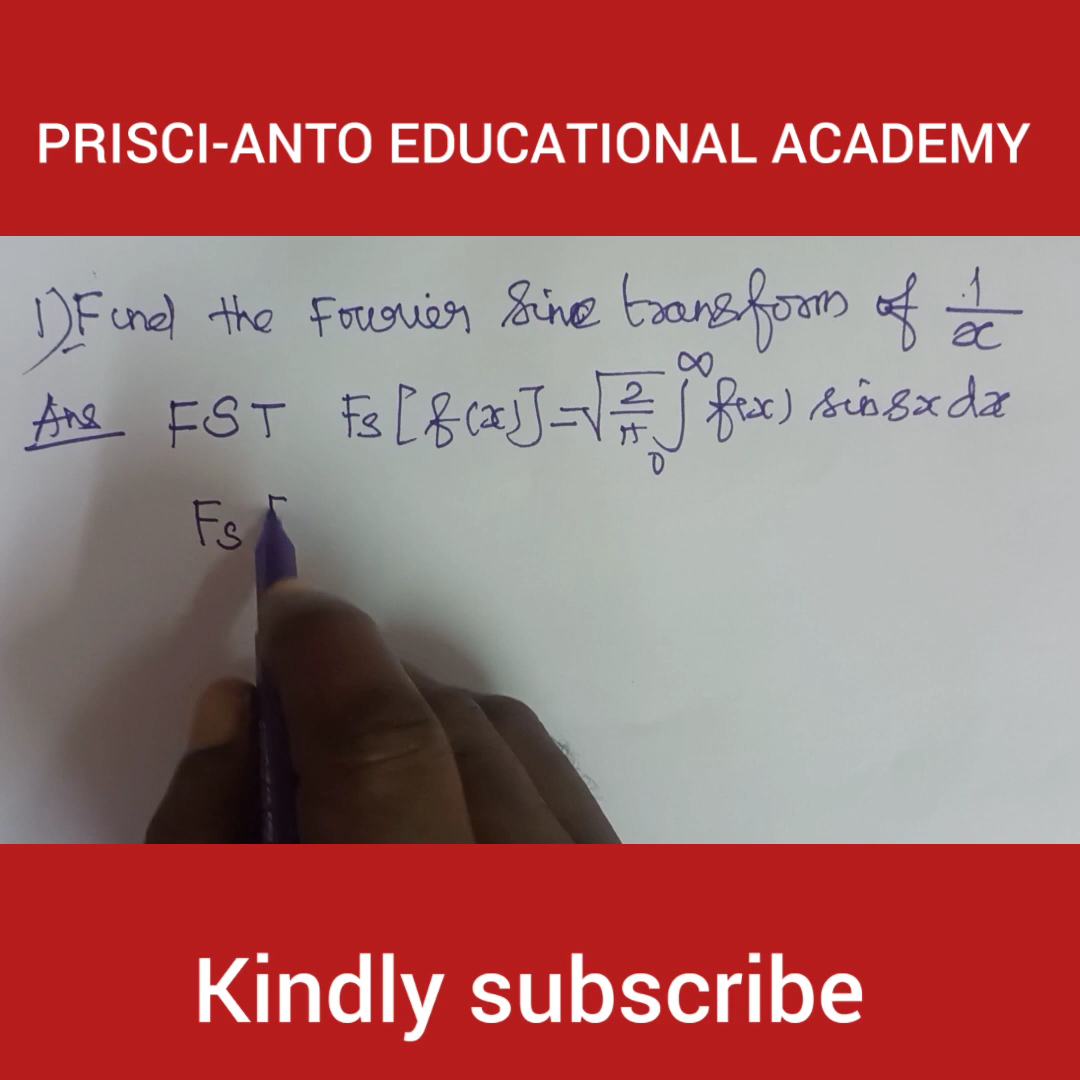 PRISCI-ANTO EDUCATIONAL ACADEMY
1) Find the Fourier Sine transform of 1/x
Ans FST Fs [f(x)] = √2/π ∫₀^∞ f(x) sin sx dx
Fs [
Kindly subscribe